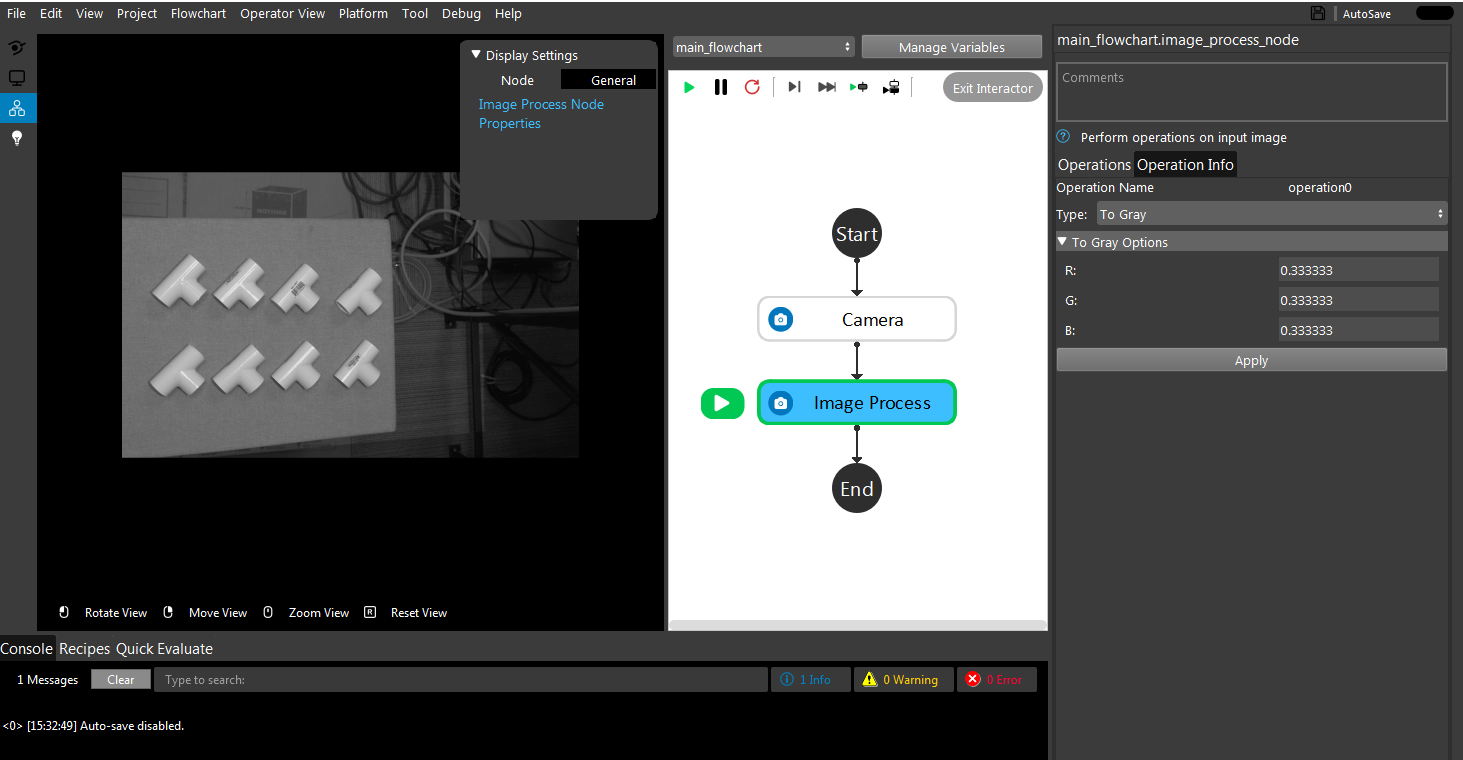 File Edit View Project Flowchart Operator View Platform Tool Debug Help
AutoSave
Display Settings
Node General
Image Process Node
Properties
Rotate View Move View R Zoom View Reset View
main_flowchart Manage Variables
Exit Interactor
Start
Camera
Image Process
End
main_flowchart.image_process_node
Comments
? Perform operations on input image
Operations Operation Info
Operation Name operation0
Type: To Gray
To Gray Options
R: 0.333333
G: 0.333333
B: 0.333333
Apply
Console Recipes Quick Evaluate
1 Messages Clear Type to search: 1 Info 0 Warning 0 Error
<0> [15:32:49] Auto-save disabled.